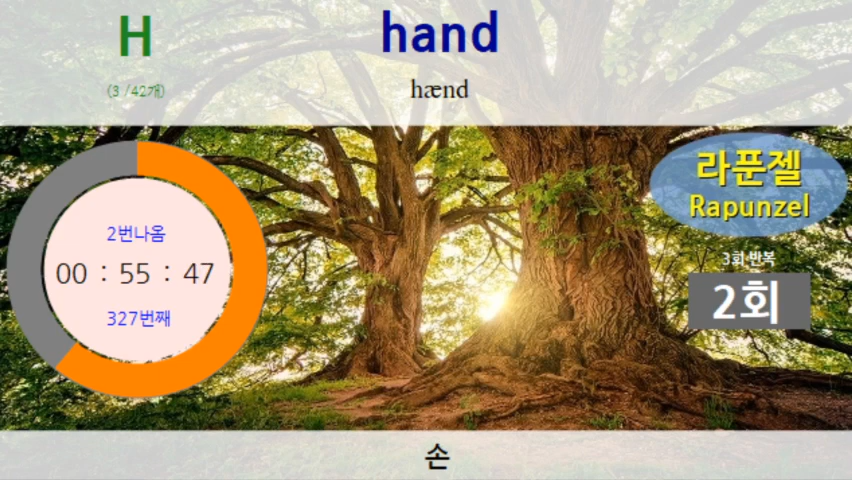 H
(3 /42개)
hand
hænd
2번나옴
00 : 55 : 47
327번째
라푼젤
Rapunzel
3회 반복
2회
손